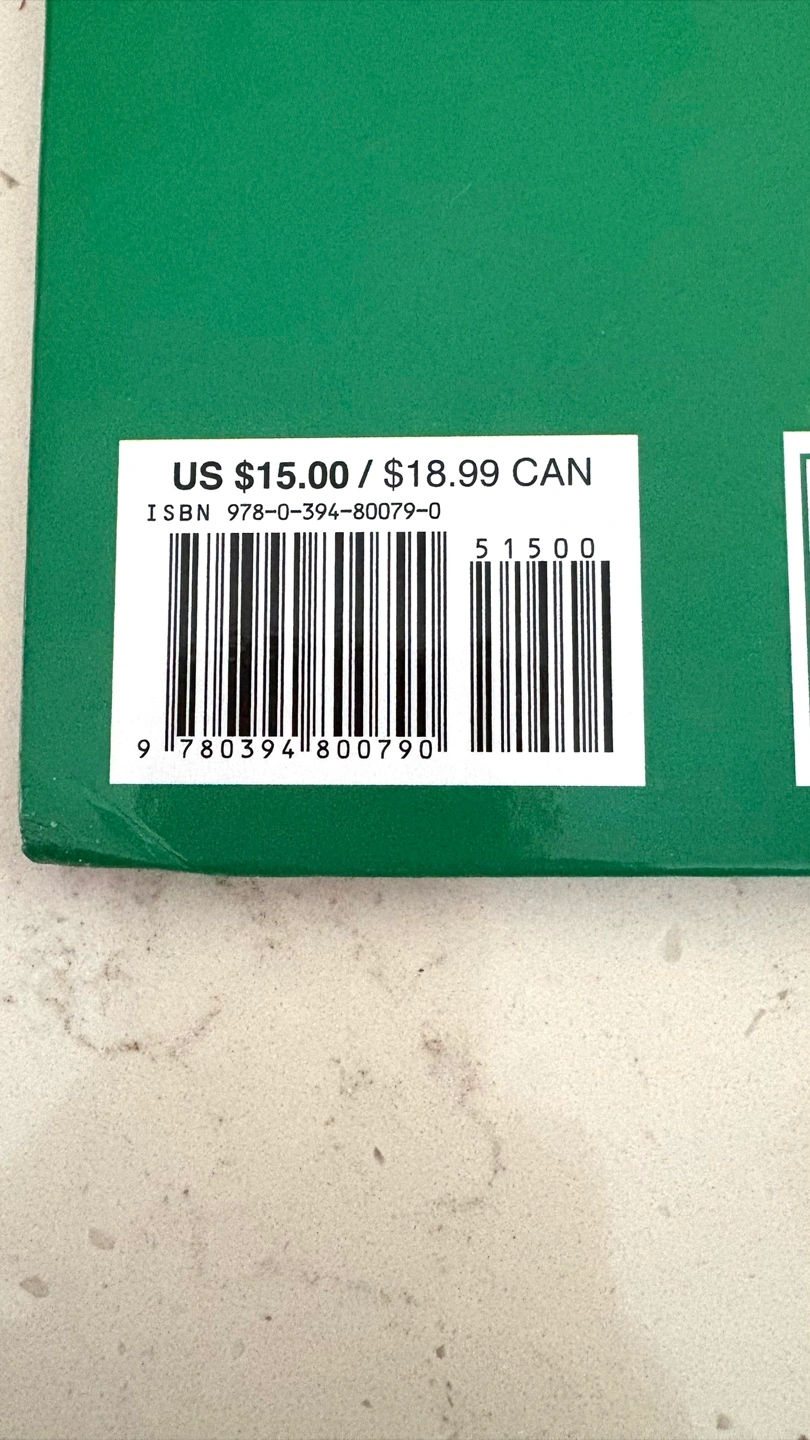 US $15.00 / $18.99 CAN
ISBN 978-0-394-80079-0
51500
9 780394 800790